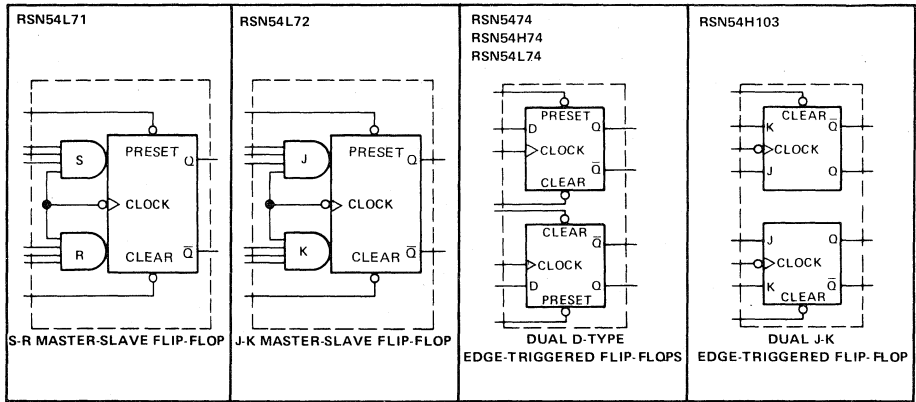 RSN54L71
S
R
PRESET
Q
CLOCK
CLEAR
Q̅
S-R MASTER-SLAVE FLIP-FLOP
RSN54L72
J
K
PRESET
Q
CLOCK
CLEAR
Q̅
J-K MASTER-SLAVE FLIP-FLOP
RSN5474
RSN54H74
RSN54L74
PRESET
D
Q
CLOCK
Q̅
CLEAR
CLEAR
Q̅
CLOCK
D
Q
PRESET
DUAL D-TYPE
EDGE-TRIGGERED FLIP-FLOPS
RSN54H103
CLEAR
K
Q̅
CLOCK
J
Q
J
Q
CLOCK
K
Q̅
CLEAR
DUAL J-K
EDGE-TRIGGERED FLIP-FLOP